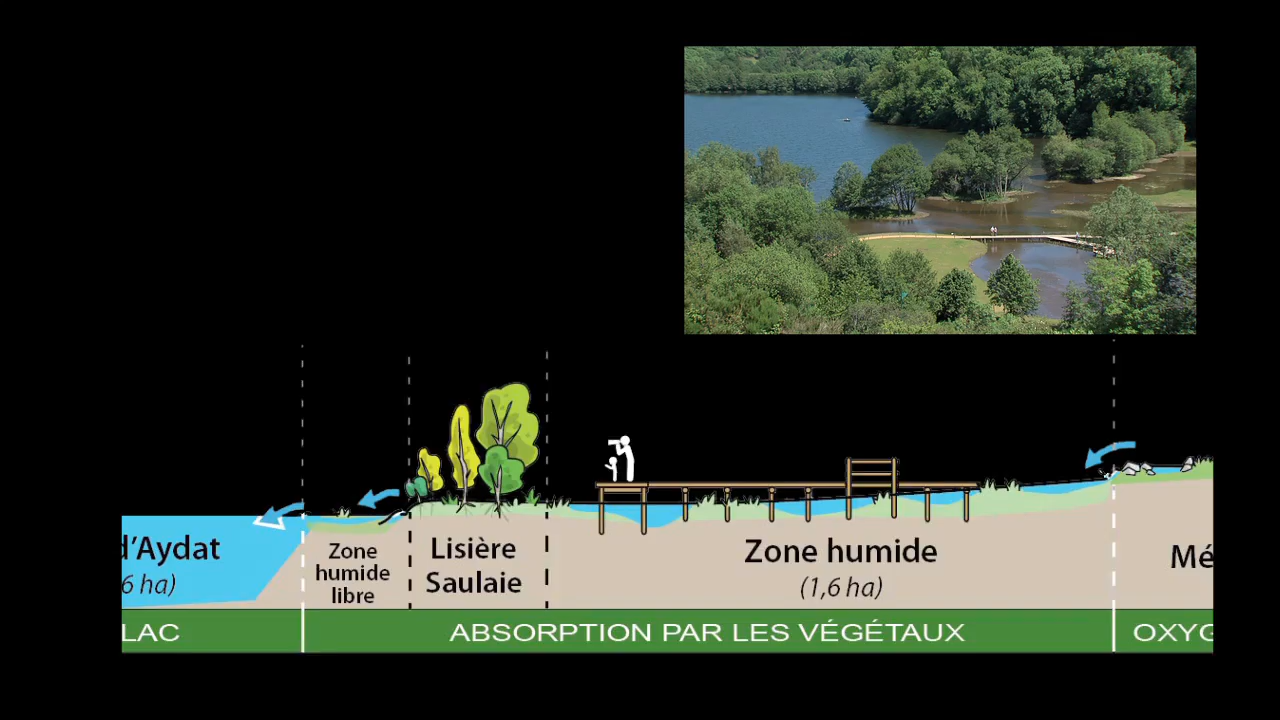 d'Aydat
6 ha)
Zone
humide
libre
Lisière
Saulaie
Zone humide
(1,6 ha)
Mé
LAC
ABSORPTION PAR LES VÉGÉTAUX
OXYG